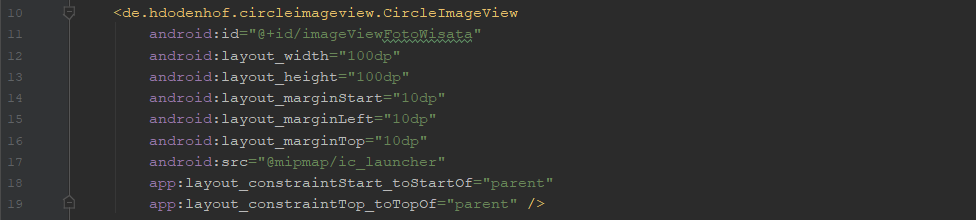 10 <de.hdodenhof.circleimageview.CircleImageView
11 android:id="@+id/imageViewFotoWisata"
12 android:layout_width="100dp"
13 android:layout_height="100dp"
14 android:layout_marginStart="10dp"
15 android:layout_marginLeft="10dp"
16 android:layout_marginTop="10dp"
17 android:src="@mipmap/ic_launcher"
18 app:layout_constraintStart_toStartOf="parent"
19 app:layout_constraintTop_toTopOf="parent" />